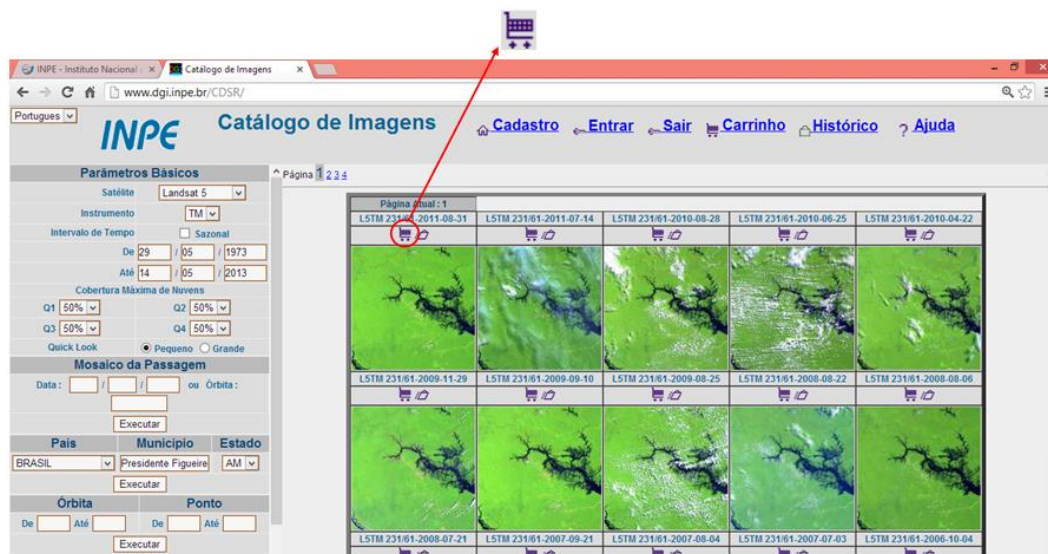 INPE - Instituto Nacional
Catálogo de Imagens
www.dgi.inpe.br/CDSR/
Portugues
INPE
Catálogo de Imagens
Cadastro Entrar Sair Carrinho Histórico ? Ajuda
Parâmetros Básicos
Satélite Landsat 5
Instrumento TM
Intervalo de Tempo Sazonal
De 29 / 05 / 1973
Até 14 / 05 / 2013
Cobertura Máxima de Nuvens
Q1 50% Q2 50%
Q3 50% Q4 50%
Quick Look Pequeno Grande
Mosaico da Passagem
Data : / / ou Órbita :
Executar
País Município Estado
BRASIL Presidente Figueire AM
Executar
Órbita Ponto
De Até De Até
Executar
Página 1 2 3 4
Página Atual : 1
L5TM 231/61-2011-08-31 L5TM 231/61-2011-07-14 L5TM 231/61-2010-08-28 L5TM 231/61-2010-06-25 L5TM 231/61-2010-04-22
L5TM 231/61-2009-11-29 L5TM 231/61-2009-09-10 L5TM 231/61-2009-08-25 L5TM 231/61-2008-08-22 L5TM 231/61-2008-08-06
L5TM 231/61-2008-07-21 L5TM 231/61-2007-09-21 L5TM 231/61-2007-08-04 L5TM 231/61-2007-07-03 L5TM 231/61-2006-10-04